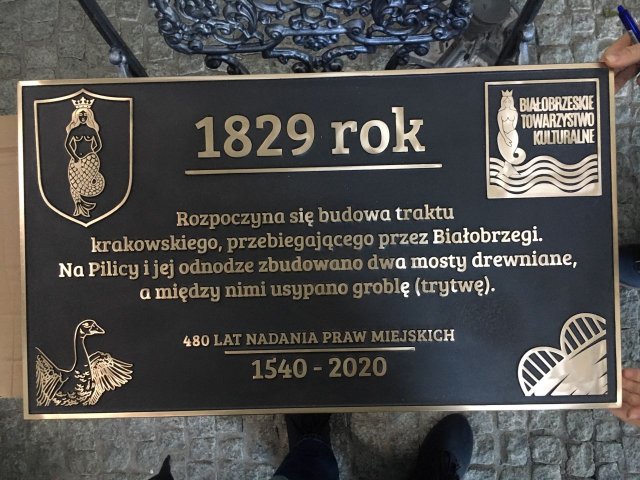 1829 rok
BIAŁOBRZESKIE
TOWARZYSTWO
KULTURALNE
Rozpoczyna się budowa traktu
krakowskiego, przebiegającego przez Białobrzegi.
Na Pilicy i jej odnodze zbudowano dwa mosty drewniane,
a między nimi usypano groblę (trytwę).
480 LAT NADANIA PRAW MIEJSKICH
1540 - 2020